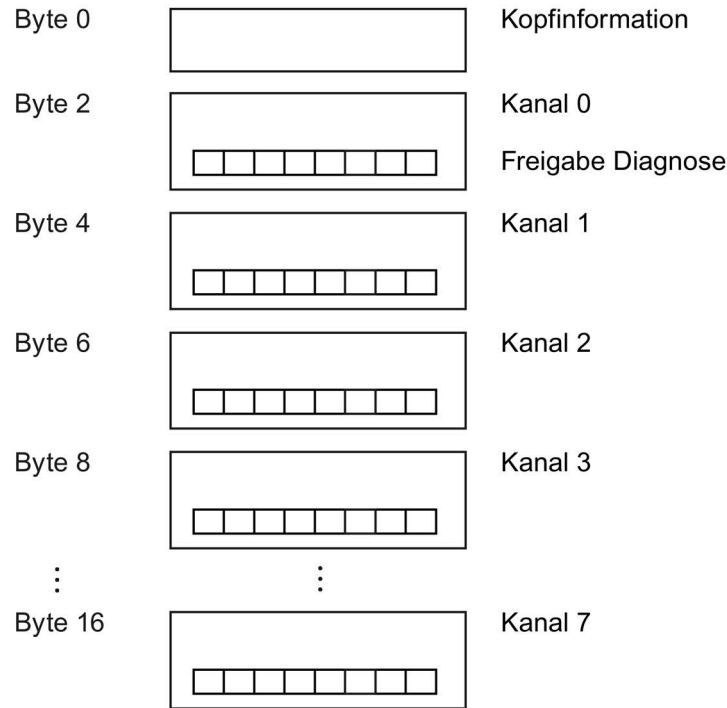 Byte 0 Kopfinformation
Byte 2 Kanal 0
Freigabe Diagnose
Byte 4 Kanal 1
Byte 6 Kanal 2
Byte 8 Kanal 3
⋮ ⋮
Byte 16 Kanal 7